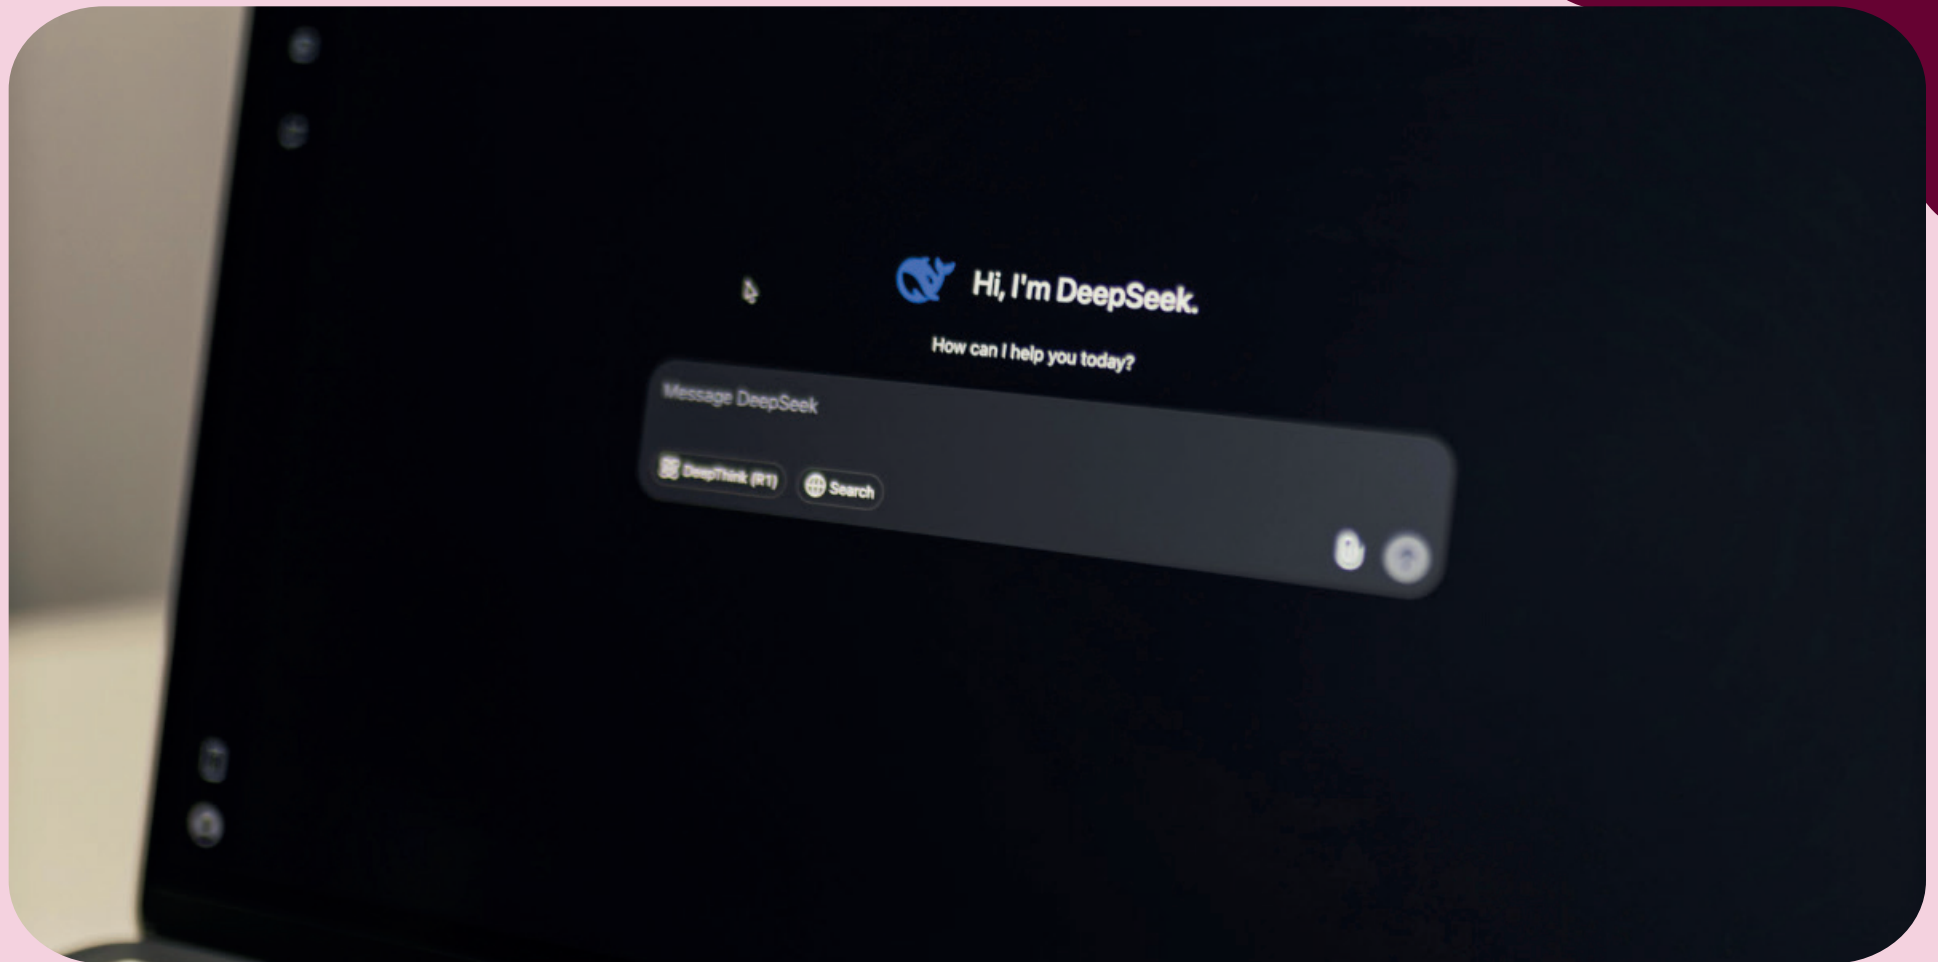 Hi, I'm DeepSeek.
How can I help you today?
Message DeepSeek
DeepThink (R1)
Search